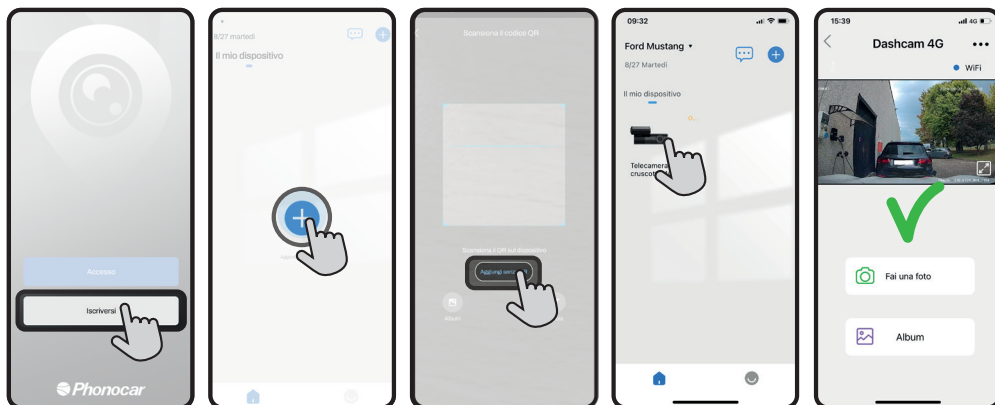 Accesso
Iscriversi
Phonocar
8/27 martedì
Il mio dispositivo
Scansiona il codice QR
Scansiona il QR sul dispositivo
Aggiungi
Album
09:32
Ford Mustang
8/27 Martedì
Il mio dispositivo
Telecamera
15:39
4G
Dashcam 4G
WiFi
Fai una foto
Album